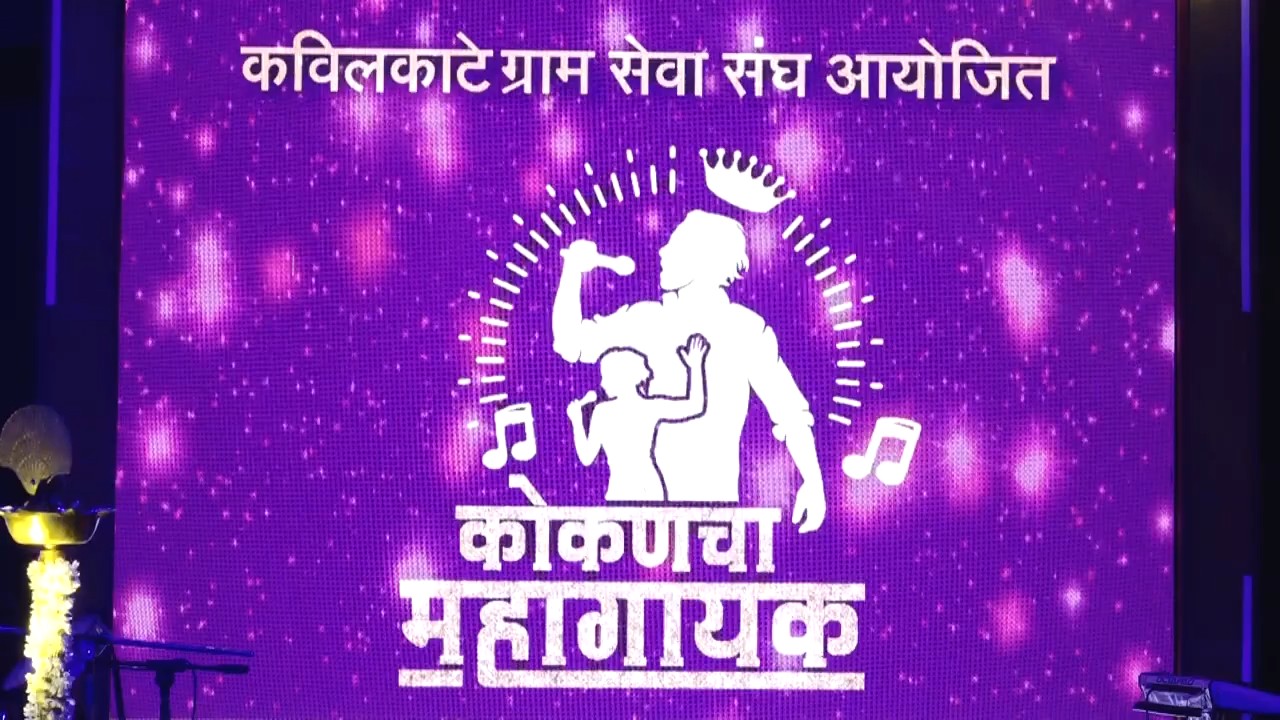 कविलकाटे ग्राम सेवा संघ आयोजित
कोकणचा
महागायक